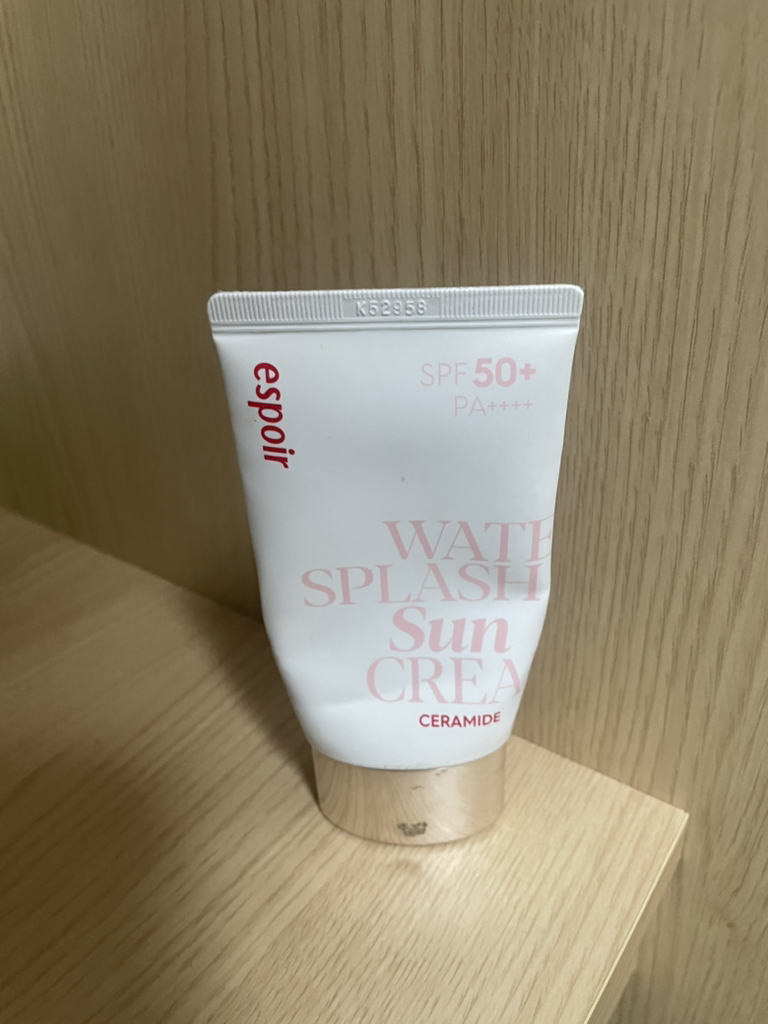 K52958
espoir
SPF 50+
PA++++
WATE
SPLASH
Sun
CREA
CERAMIDE